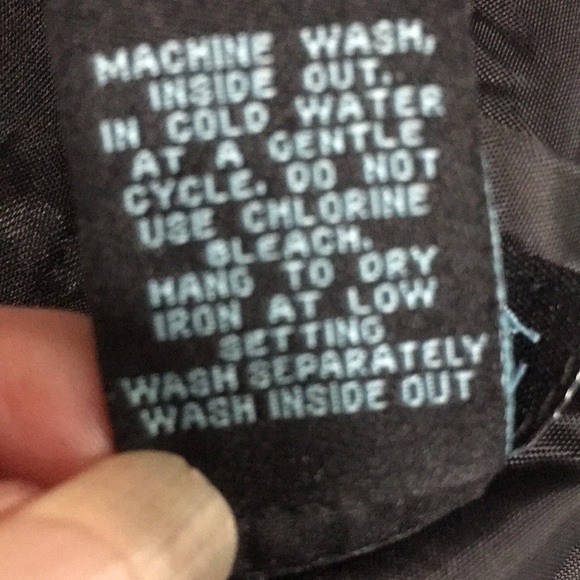 MACHINE WASH,
INSIDE OUT.
IN COLD WATER
AT A GENTLE
CYCLE. DO NOT
USE CHLORINE
BLEACH.
HANG TO DRY
IRON AT LOW
SETTING
WASH SEPARATELY
WASH INSIDE OUT